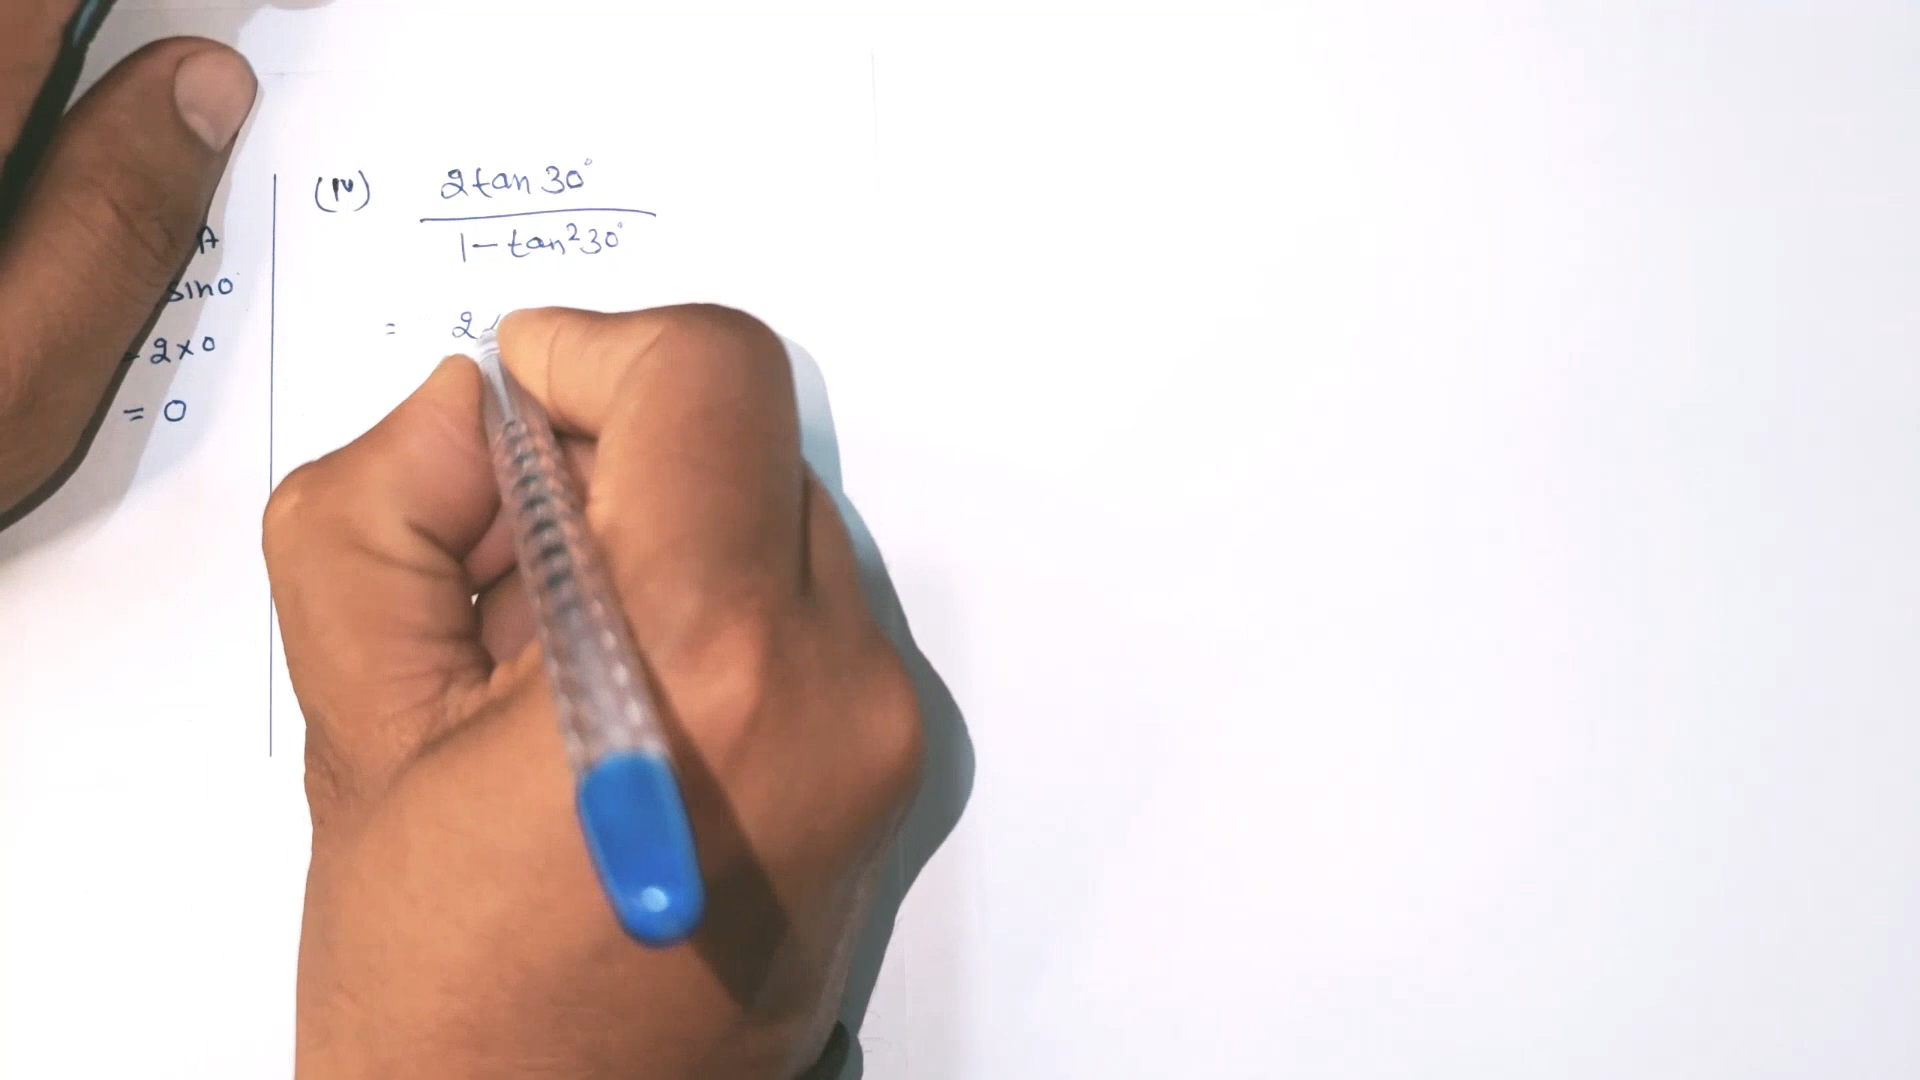 A
sin0
= 2×0
= 0
(iv) 2tan 30°
1 - tan²30°
= 2